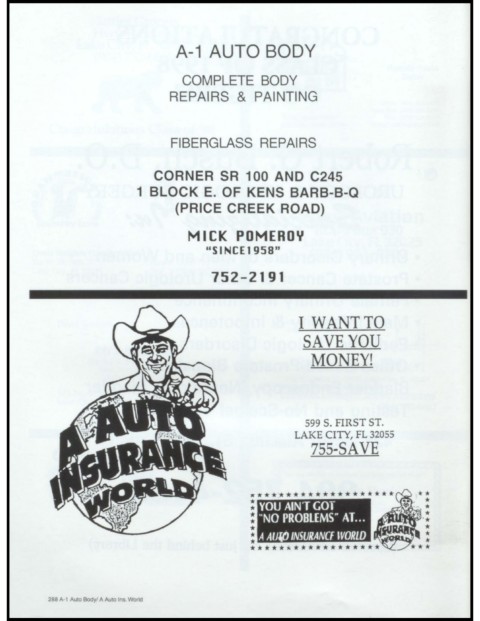 A-1 AUTO BODY
COMPLETE BODY
REPAIRS & PAINTING
FIBERGLASS REPAIRS
CORNER SR 100 AND C245
1 BLOCK E. OF KENS BARB-B-Q
(PRICE CREEK ROAD)
MICK POMEROY
"SINCE1958"
752-2191
I WANT TO
SAVE YOU
MONEY!
A AUTO
INSURANCE
WORLD
599 S. FIRST ST.
LAKE CITY, FL 32055
755-SAVE
YOU AIN'T GOT
"NO PROBLEMS" AT...
A AUTO INSURANCE WORLD
A AUTO
INSURANCE
WORLD
288 A-1 Auto Body/ A Auto Ins. World